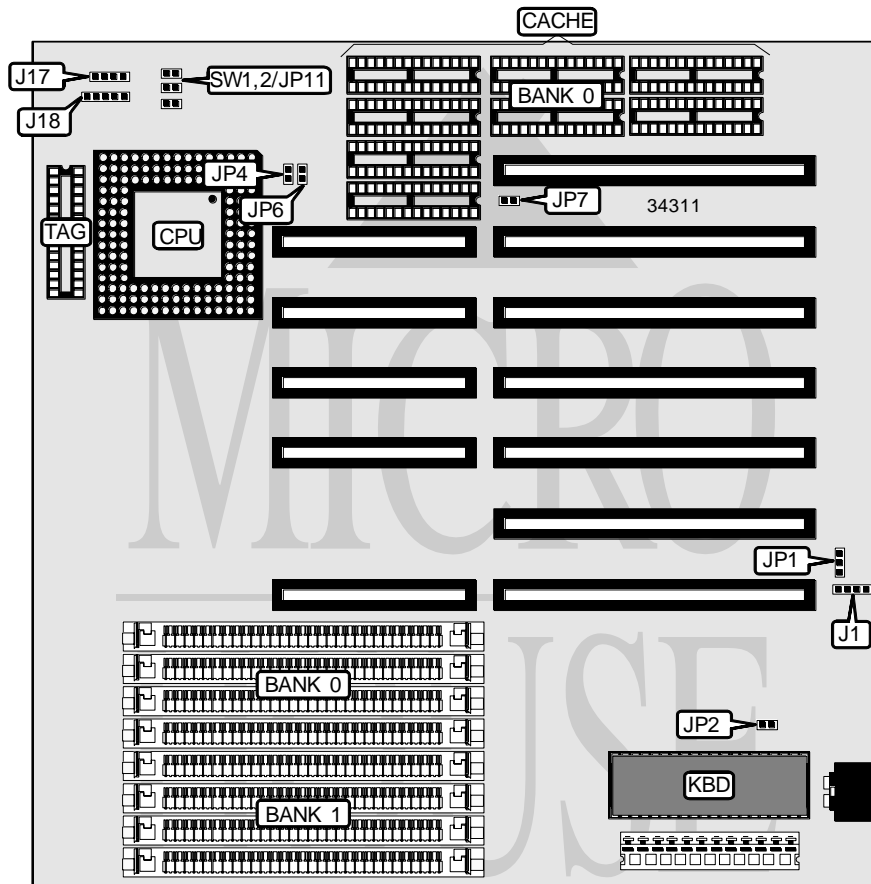 CACHE
J17
SW1,2/JP11
BANK 0
J18
JP4
JP6
JP7
34311
TAG
CPU
MICRO
JP1
J1
BANK 0
JP2
KBD
BANK 1